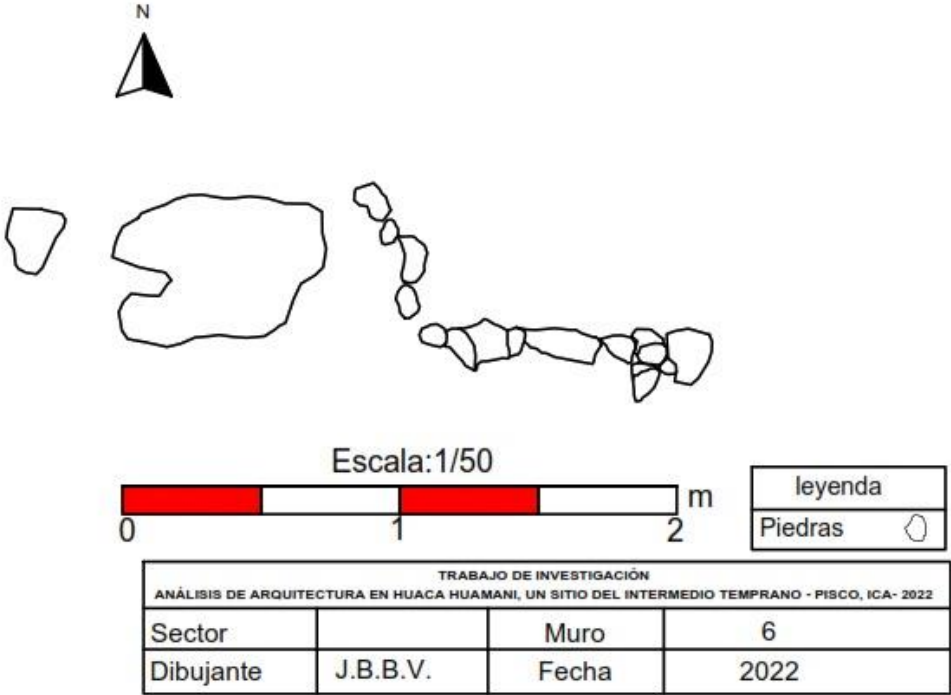 N
Escala:1/50
m
0 1 2
leyenda
Piedras
TRABAJO DE INVESTIGACIÓN
ANÁLISIS DE ARQUITECTURA EN HUACA HUAMANI, UN SITIO DEL INTERMEDIO TEMPRANO - PISCO, ICA- 2022
Sector Muro 6
Dibujante J.B.B.V. Fecha 2022